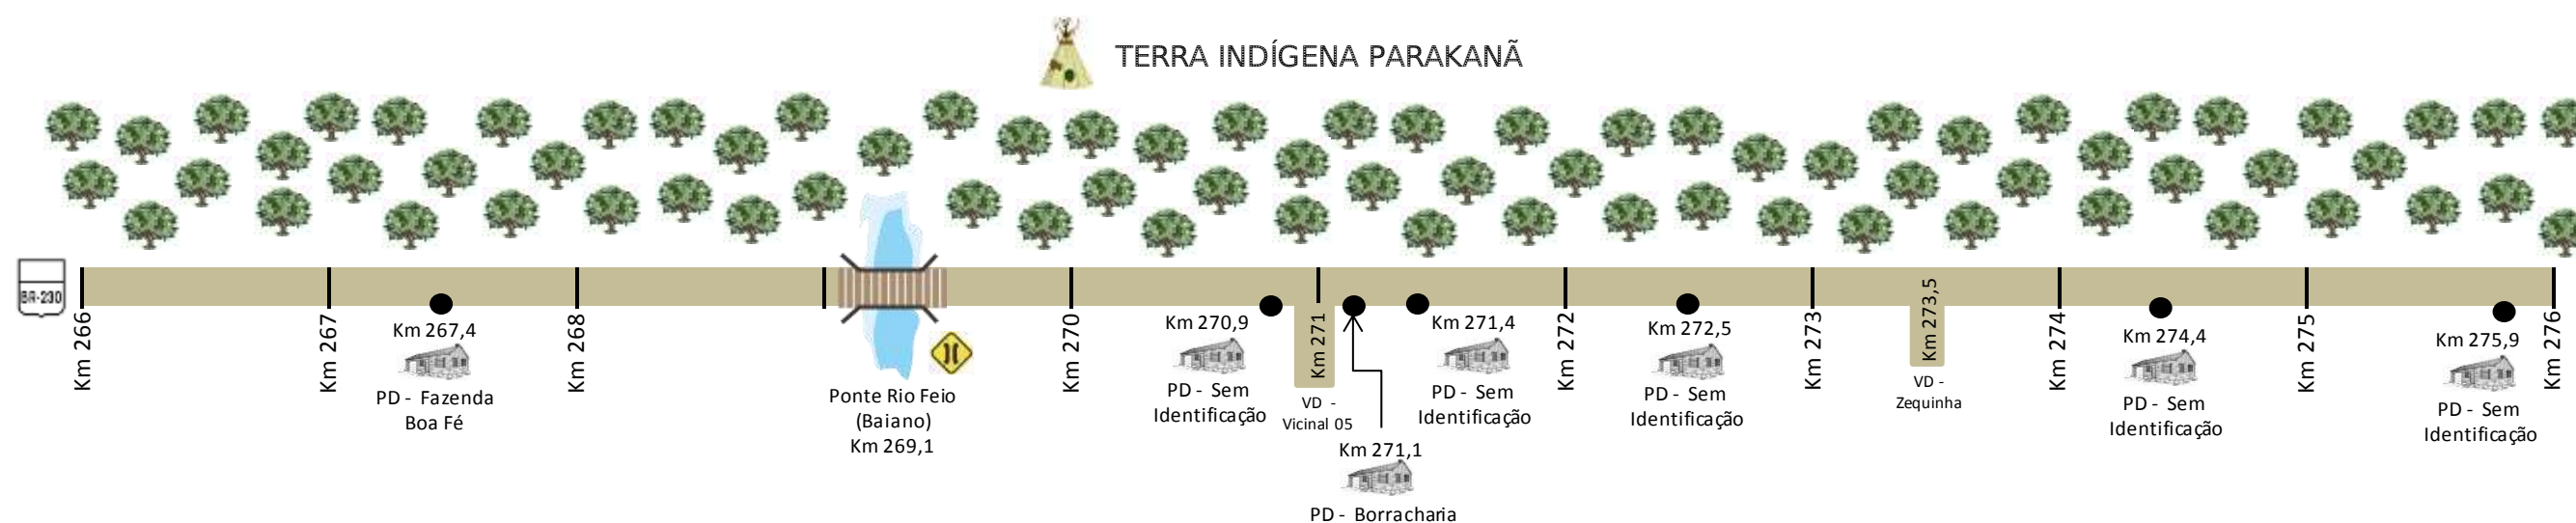 TERRA INDÍGENA PARAKANÃ
BR-230
Km 266
Km 267
Km 267,4
PD - Fazenda
Boa Fé
Km 268
Ponte Rio Feio
(Baiano)
Km 269,1
Km 270
Km 270,9
PD - Sem
Identificação
Km 271
VD -
Vicinal 05
Km 271,1
PD - Borracharia
Km 271,4
PD - Sem
Identificação
Km 272
Km 272,5
PD - Sem
Identificação
Km 273
Km 273,5
VD -
Zequinha
Km 274
Km 274,4
PD - Sem
Identificação
Km 275
Km 275,9
PD - Sem
Identificação
Km 276